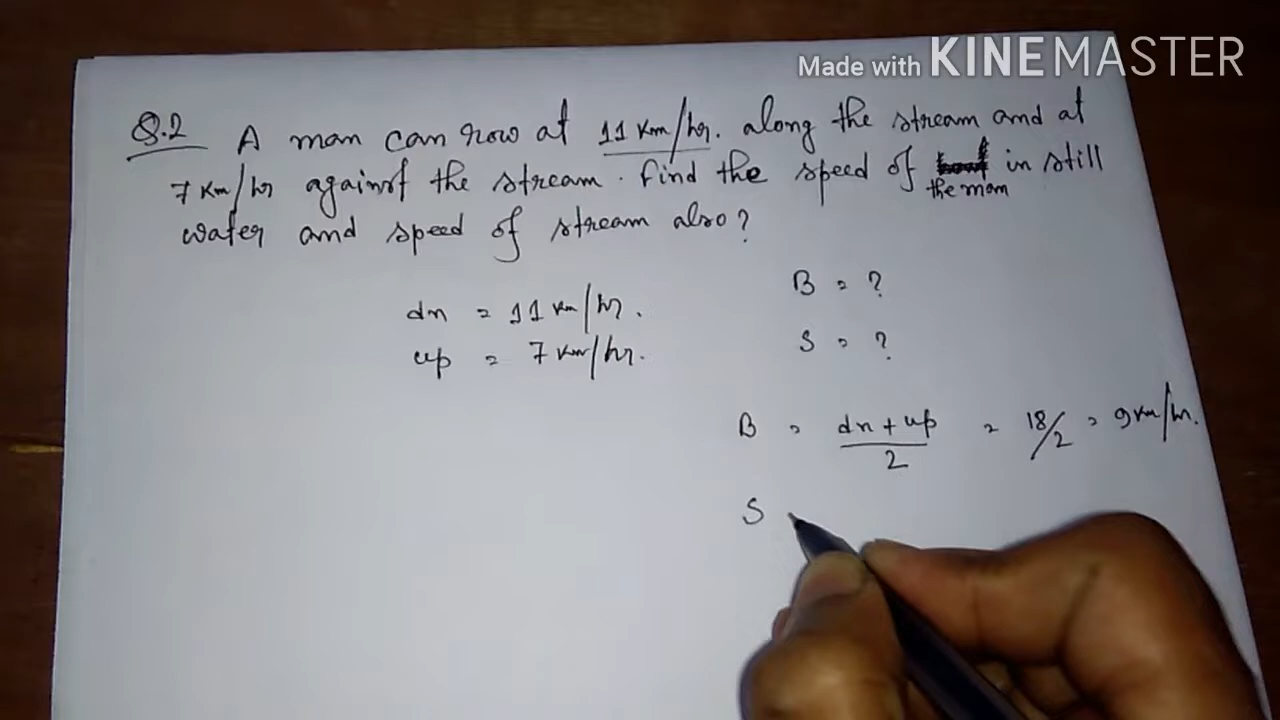 Made with KINEMASTER
Q.2 A man can row at 11 Km/hr. along the stream and at
7 Km/hr against the stream. Find the speed of the man in still
water and speed of stream also?
dn = 11 Km/hr.
up = 7 Km/hr.
B = ?
S = ?
B = dn + up / 2 = 18/2 = 9 Km/hr.
S